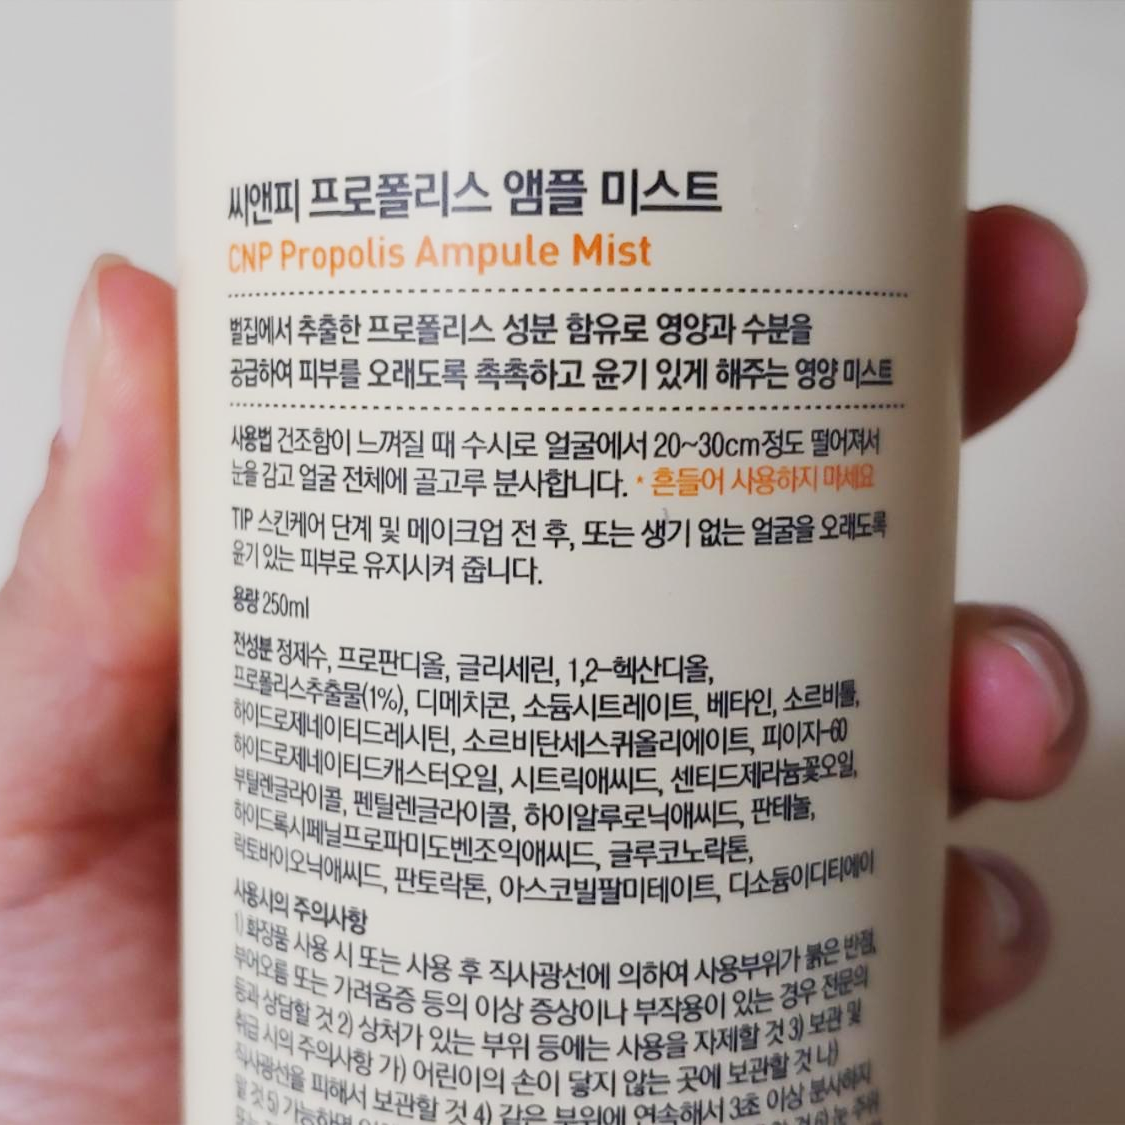 씨앤피 프로폴리스 앰플 미스트
CNP Propolis Ampule Mist
벌집에서 추출한 프로폴리스 성분 함유로 영양과 수분을
공급하여 피부를 오래도록 촉촉하고 윤기 있게 해주는 영양 미스트
사용법 건조함이 느껴질 때 수시로 얼굴에서 20~30cm정도 떨어져서
눈을 감고 얼굴 전체에 골고루 분사합니다. * 흔들어 사용하지 마세요
TIP 스킨케어 단계 및 메이크업 전 후, 또는 생기 없는 얼굴을 오래도록
윤기 있는 피부로 유지시켜 줍니다.
용량 250ml
전성분 정제수, 프로판디올, 글리세린, 1,2-헥산디올,
프로폴리스추출물(1%), 디메치콘, 소듐시트레이트, 베타인, 소르비톨,
하이드로제네이티드레시틴, 소르비탄세스퀴올리에이트, 피이지-60
하이드로제네이티드캐스터오일, 시트릭애씨드, 센티드제라늄꽃오일,
부틸렌글라이콜, 펜틸렌글라이콜, 하이알루로닉애씨드, 판테놀,
하이드록시페닐프로파미도벤조익애씨드, 글루코노락톤,
락토바이오닉애씨드, 판토락톤, 아스코빌팔미테이트, 디소듐이디티에이
사용시의 주의사항
1) 화장품 사용 시 또는 사용 후 직사광선에 의하여 사용부위가 붉은 반점,
부어오름 또는 가려움증 등의 이상 증상이나 부작용이 있는 경우 전문의
등과 상담할 것 2) 상처가 있는 부위 등에는 사용을 자제할 것 3) 보관 및
취급 시의 주의사항 가) 어린이의 손이 닿지 않는 곳에 보관할 것 나)
직사광선을 피해서 보관할 것 4) 같은 부위에 연속해서 3초 이상 분사하지
말 것 5) 가능하면